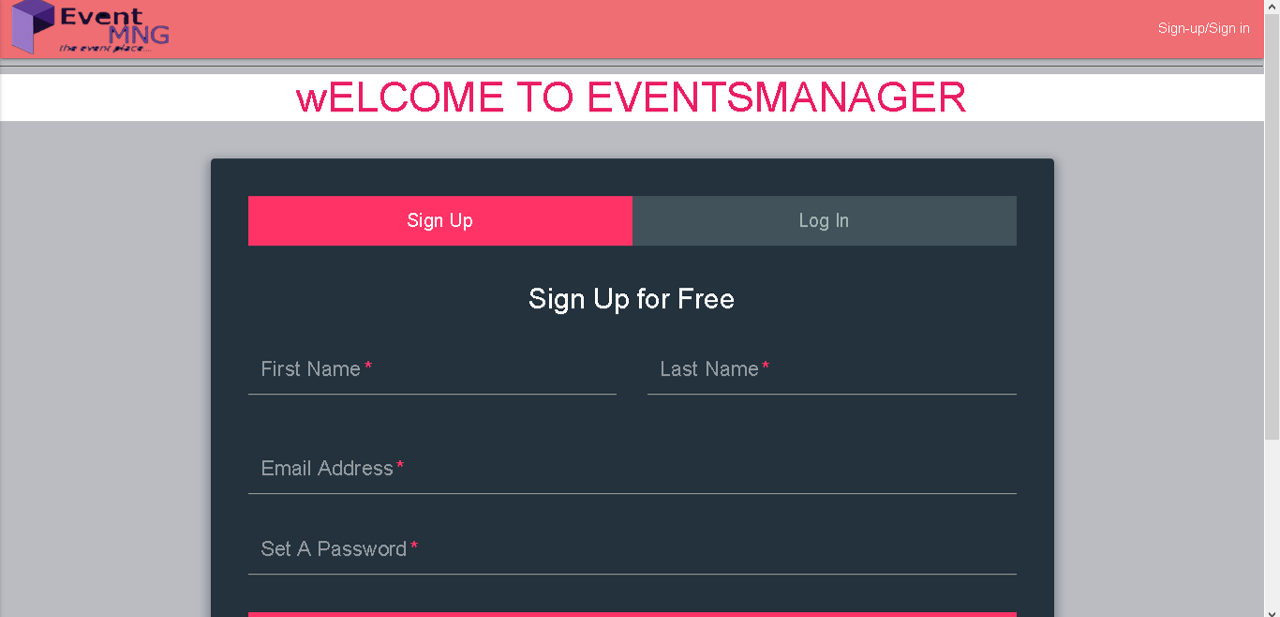 Event
MNG
the event place...
Sign-up/Sign in
wELCOME TO EVENTSMANAGER
Sign Up
Log In
Sign Up for Free
First Name*
Last Name*
Email Address*
Set A Password*